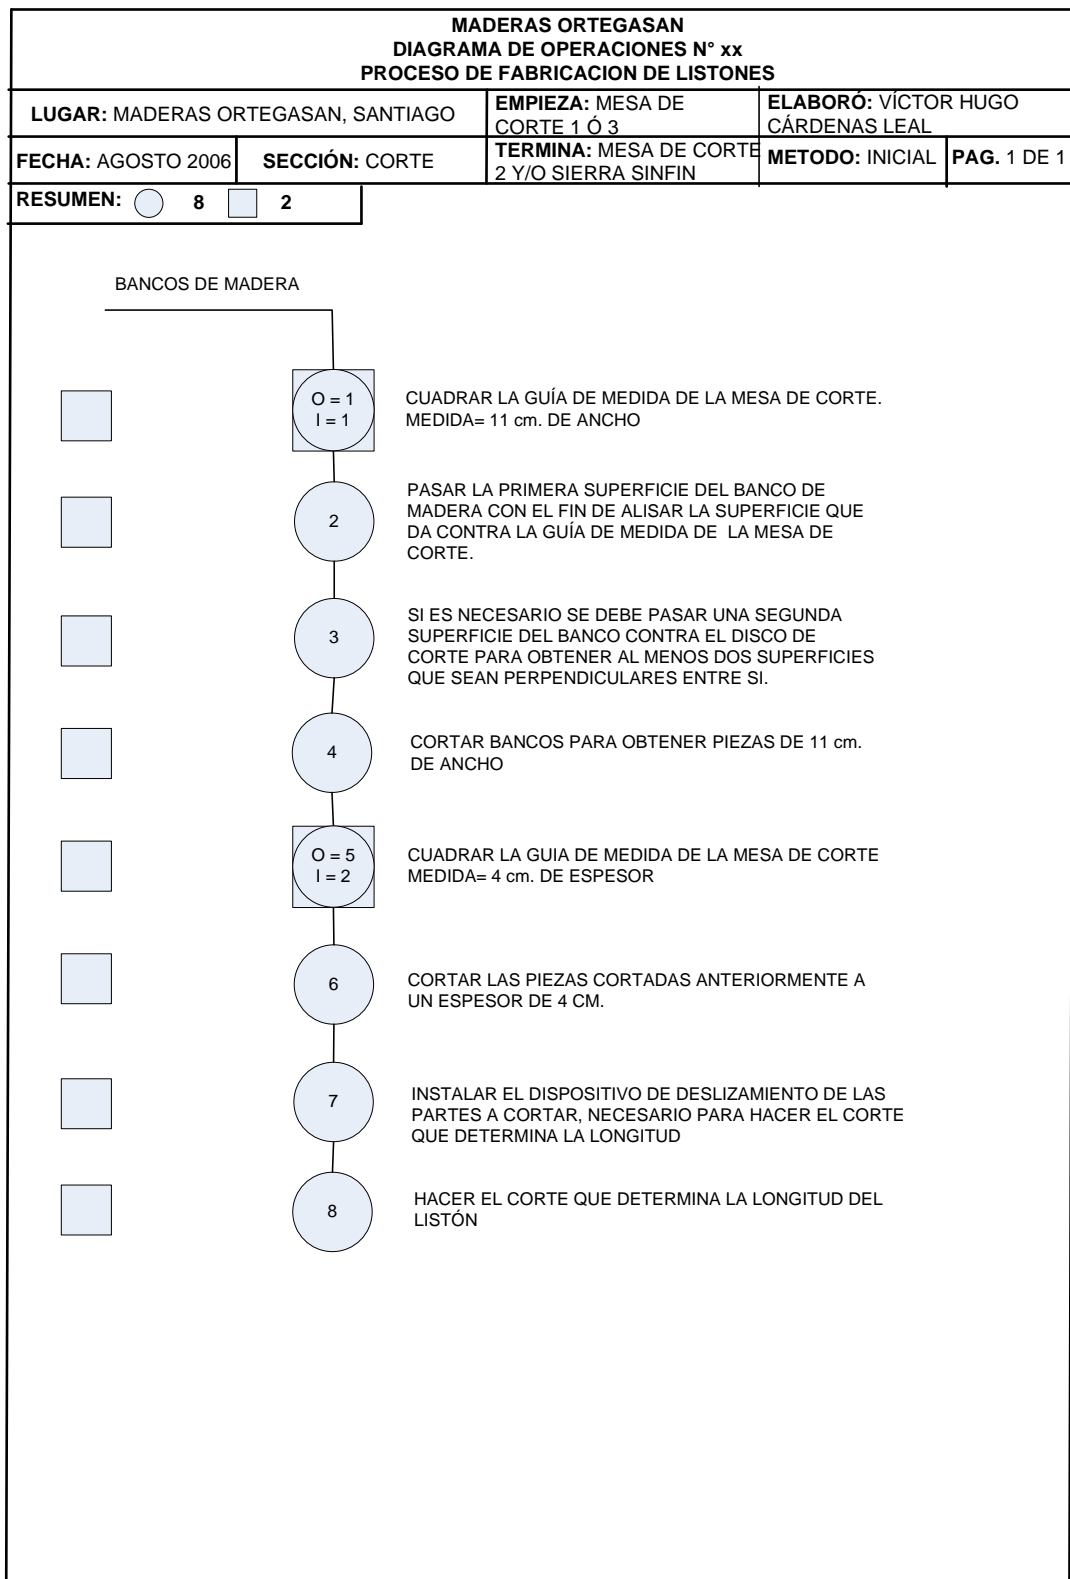 MADERAS ORTEGASAN
DIAGRAMA DE OPERACIONES N° xx
PROCESO DE FABRICACION DE LISTONES
LUGAR: MADERAS ORTEGASAN, SANTIAGO
EMPIEZA: MESA DE
CORTE 1 Ó 3
ELABORÓ: VÍCTOR HUGO
CÁRDENAS LEAL
FECHA: AGOSTO 2006
SECCIÓN: CORTE
TERMINA: MESA DE CORTE
2 Y/O SIERRA SINFIN
METODO: INICIAL
PAG. 1 DE 1
RESUMEN: 8 2
BANCOS DE MADERA
O = 1
I = 1
CUADRAR LA GUÍA DE MEDIDA DE LA MESA DE CORTE.
MEDIDA= 11 cm. DE ANCHO
2
PASAR LA PRIMERA SUPERFICIE DEL BANCO DE
MADERA CON EL FIN DE ALISAR LA SUPERFICIE QUE
DA CONTRA LA GUÍA DE MEDIDA DE LA MESA DE
CORTE.
3
SI ES NECESARIO SE DEBE PASAR UNA SEGUNDA
SUPERFICIE DEL BANCO CONTRA EL DISCO DE
CORTE PARA OBTENER AL MENOS DOS SUPERFICIES
QUE SEAN PERPENDICULARES ENTRE SI.
4
CORTAR BANCOS PARA OBTENER PIEZAS DE 11 cm.
DE ANCHO
O = 5
I = 2
CUADRAR LA GUIA DE MEDIDA DE LA MESA DE CORTE
MEDIDA= 4 cm. DE ESPESOR
6
CORTAR LAS PIEZAS CORTADAS ANTERIORMENTE A
UN ESPESOR DE 4 CM.
7
INSTALAR EL DISPOSITIVO DE DESLIZAMIENTO DE LAS
PARTES A CORTAR, NECESARIO PARA HACER EL CORTE
QUE DETERMINA LA LONGITUD
8
HACER EL CORTE QUE DETERMINA LA LONGITUD DEL
LISTÓN